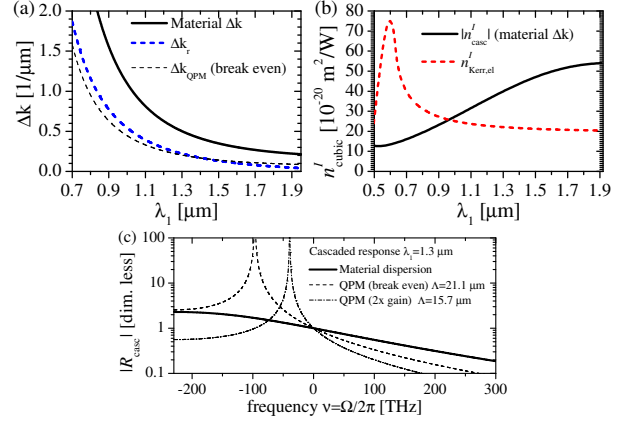 (a)
2.0
1.5
1.0
0.5
0.0
Δk [1/μm]
Material Δk
Δk_r
Δk_QPM (break even)
0.7 0.9 1.1 1.3 1.5 1.7 1.9
λ_1 [μm]
(b)
80
70
60
50
40
30
20
10
0
n^I_cubic [10^-20 m^2/W]
|n^I_casc| (material Δk)
n^I_Kerr,el
0.5 0.7 0.9 1.1 1.3 1.5 1.7 1.9
λ_1 [μm]
(c)
100
10
1
0.1
|R_casc| [dim. less]
Cascaded response λ_1=1.3 μm
Material dispersion
QPM (break even) Λ=21.1 μm
QPM (2x gain) Λ=15.7 μm
-200 -100 0 100 200 300
frequency ν=Ω/2π [THz]